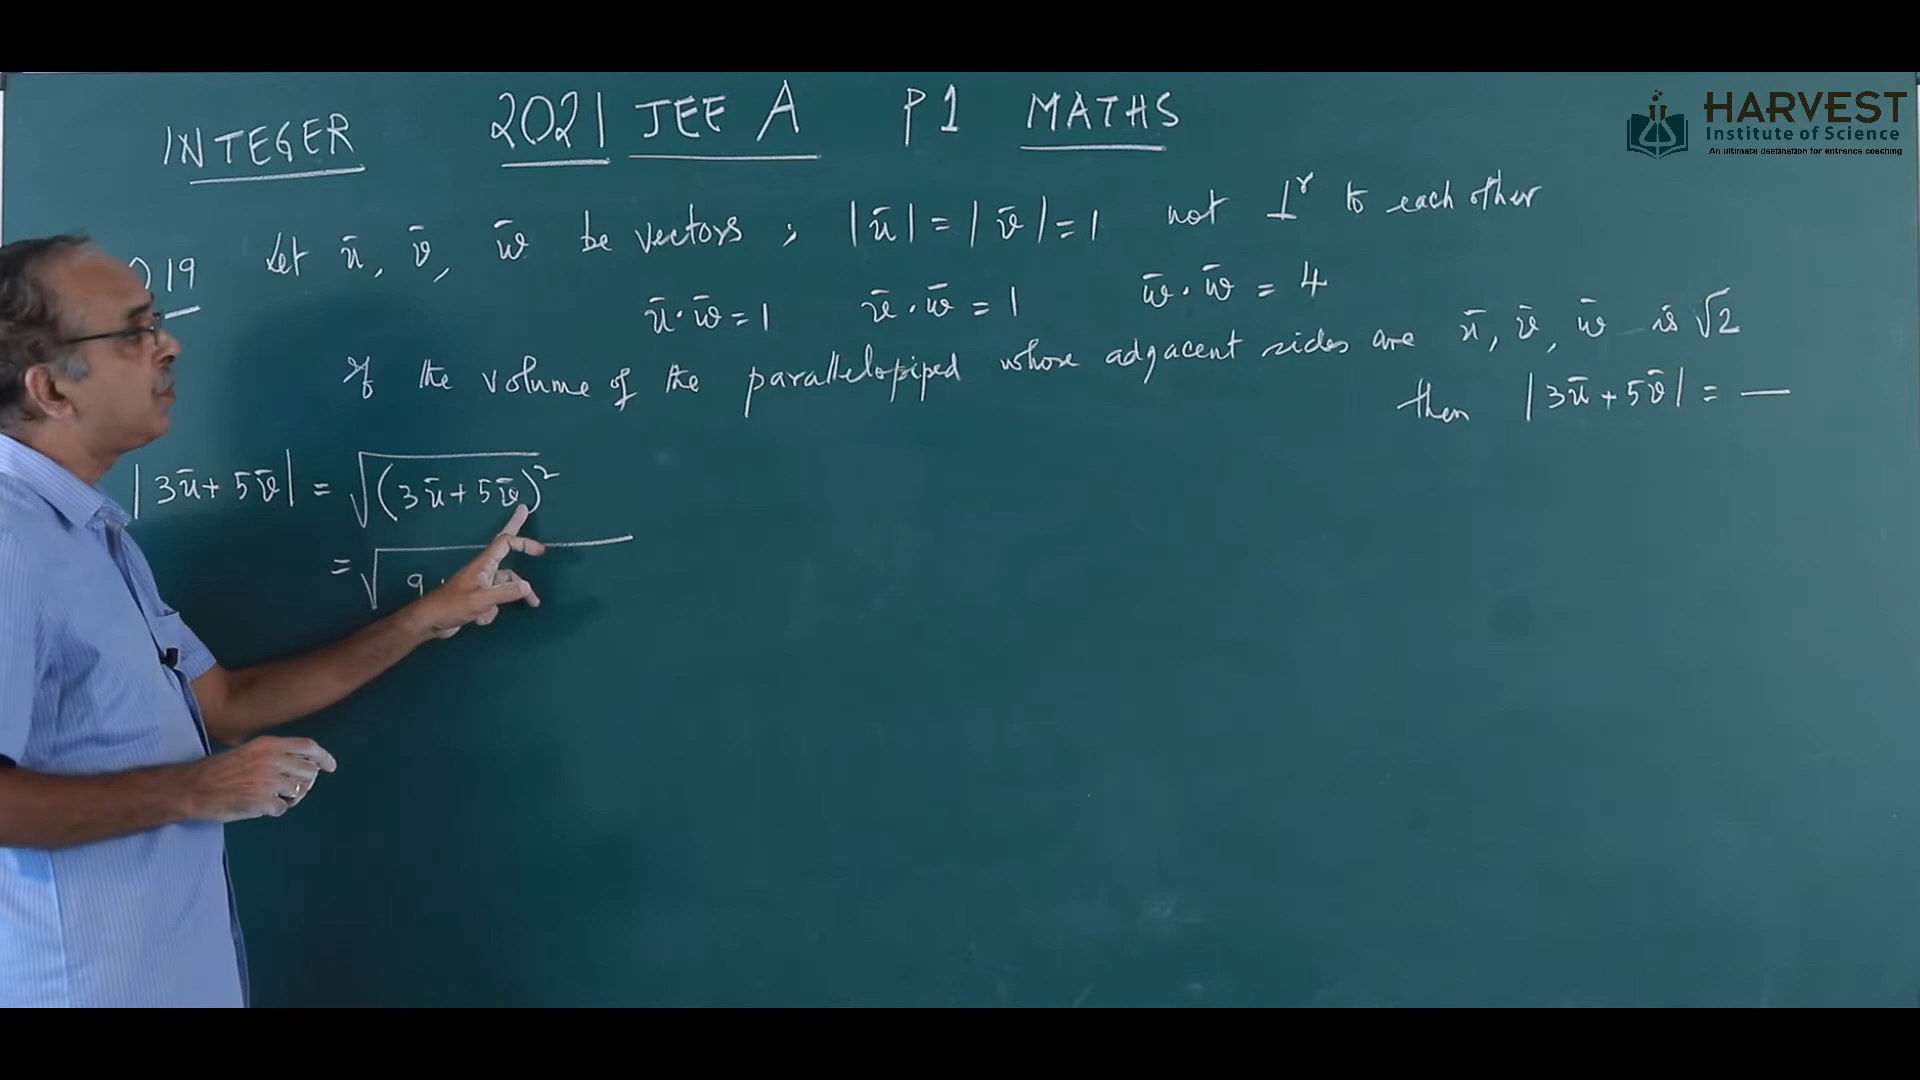 INTEGER 2021 JEE A P1 MATHS
HARVEST
Institute of Science
An ultimate destination for entrance coaching
19 Let ū, v̄, w̄ be vectors ; |ū| = |v̄| = 1 not ⊥r to each other
ū·w̄ = 1 v̄·w̄ = 1 w̄·w̄ = 4
If the volume of the parallelopiped whose adjacent sides are ū, v̄, w̄ is √2
then |3ū + 5v̄| = —
|3ū + 5v̄| = √(3ū + 5v̄)²
= √9